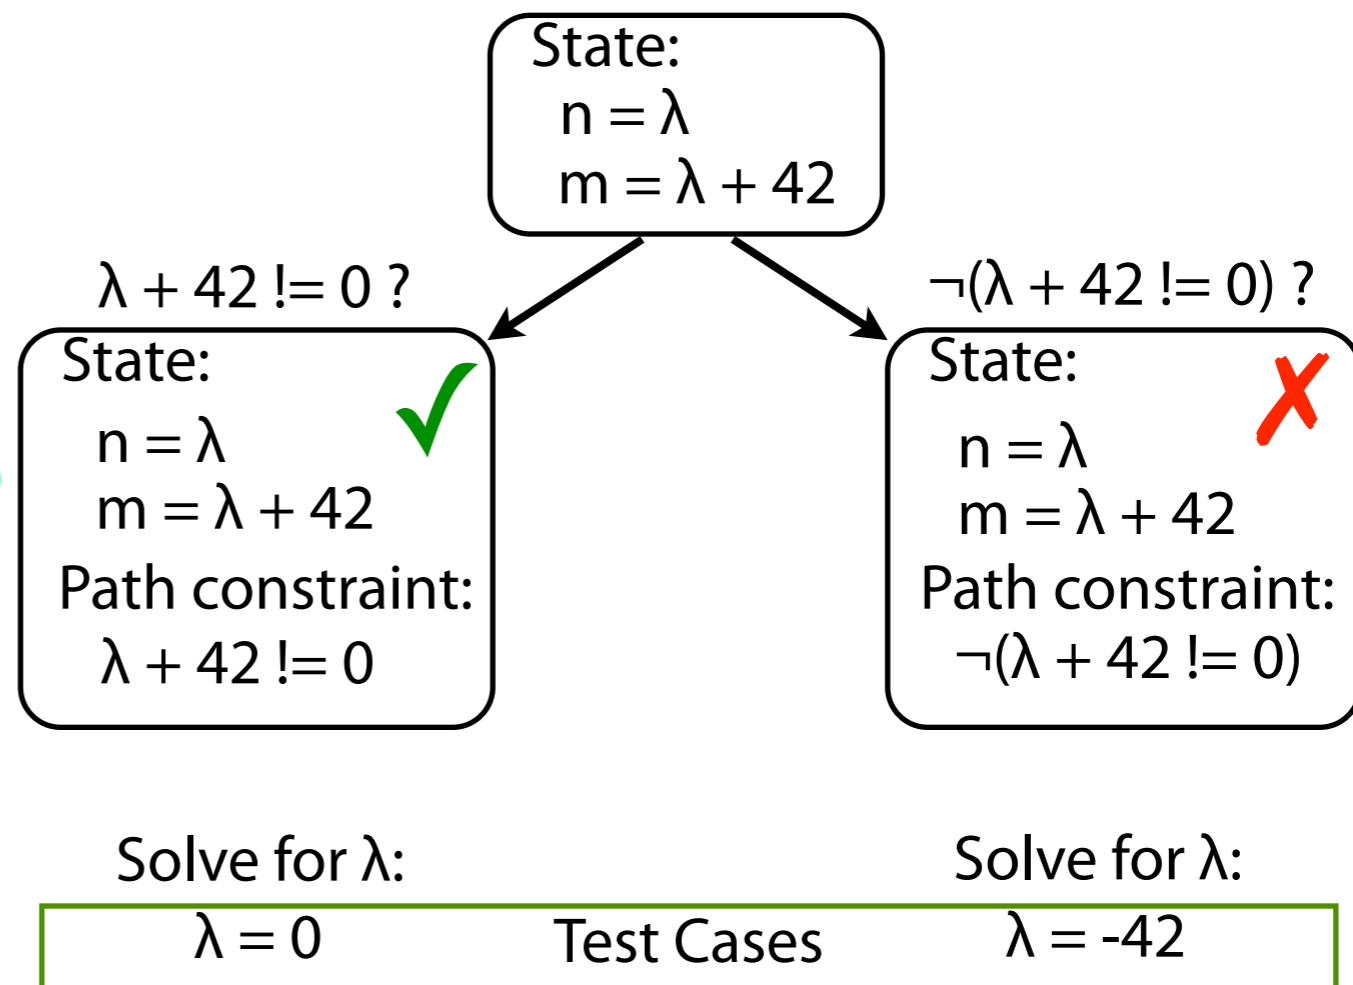 State:
n = λ
m = λ + 42
λ + 42 != 0 ?
¬(λ + 42 != 0) ?
State:
n = λ
m = λ + 42
Path constraint:
λ + 42 != 0
State:
n = λ
m = λ + 42
Path constraint:
¬(λ + 42 != 0)
Solve for λ:
Solve for λ:
λ = 0
Test Cases
λ = -42